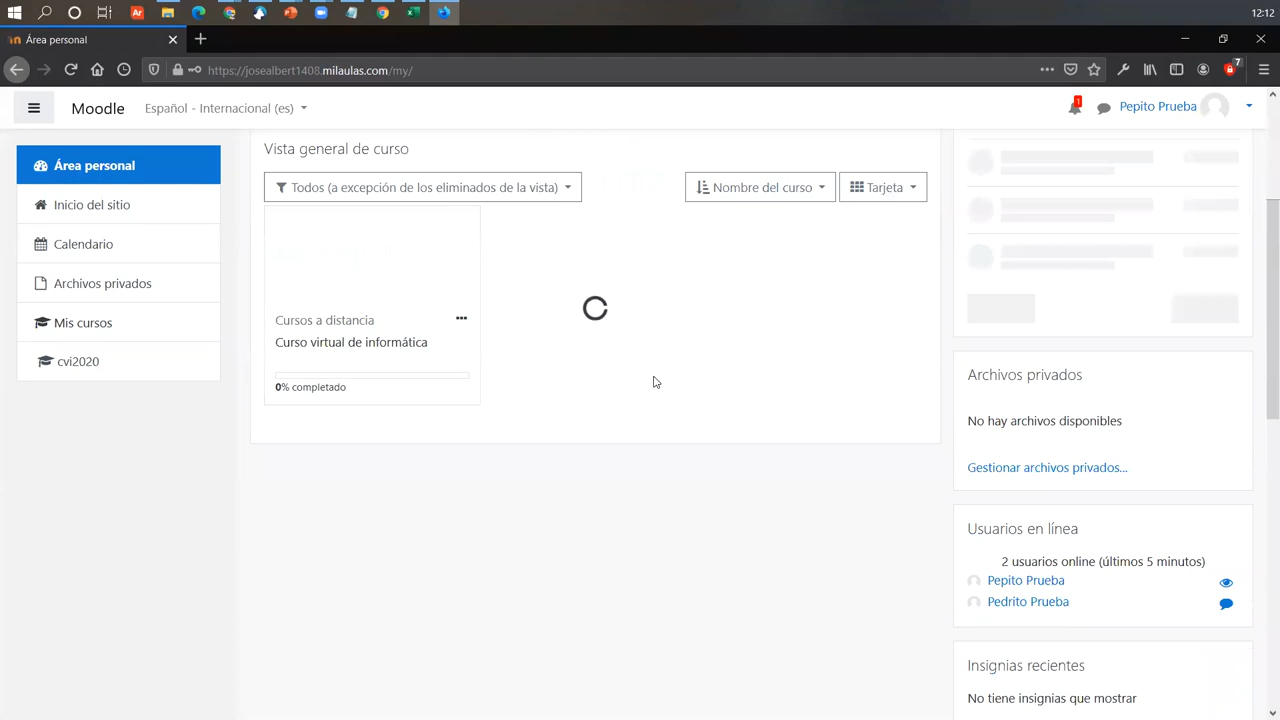 12:12
Área personal
https://josealbert1408.milaulas.com/my/
7
Moodle
Español - Internacional (es)
1
Pepito Prueba
Área personal
Inicio del sitio
Calendario
Archivos privados
Mis cursos
cvi2020
Vista general de curso
Todos (a excepción de los eliminados de la vista)
Nombre del curso
Tarjeta
Cursos a distancia
Curso virtual de informática
0% completado
Archivos privados
No hay archivos disponibles
Gestionar archivos privados...
Usuarios en línea
2 usuarios online (últimos 5 minutos)
Pepito Prueba
Pedrito Prueba
Insignias recientes
No tiene insignias que mostrar